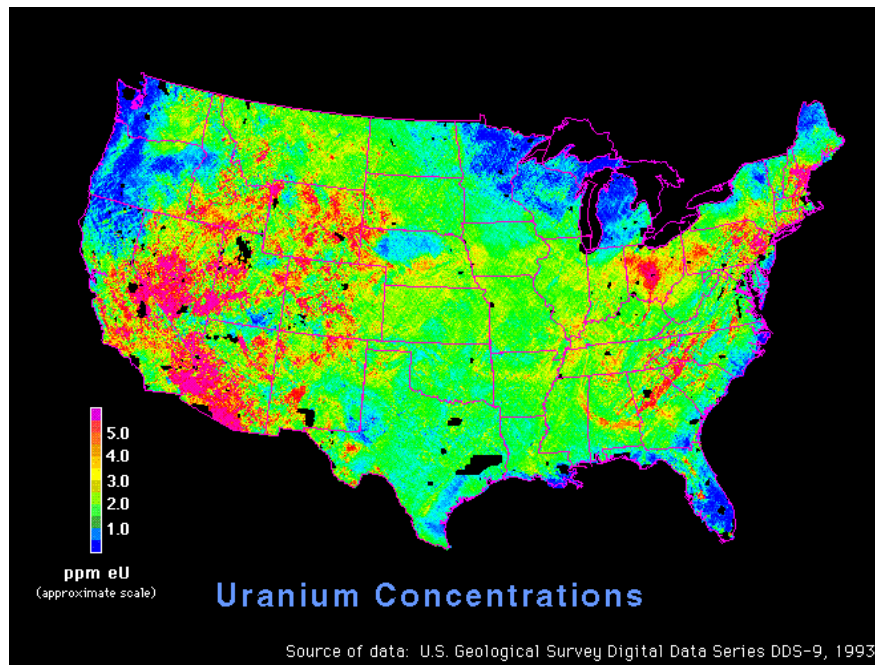 5.0
4.0
3.0
2.0
1.0
ppm eU
(approximate scale)
Uranium Concentrations
Source of data: U.S. Geological Survey Digital Data Series DDS-9, 1993